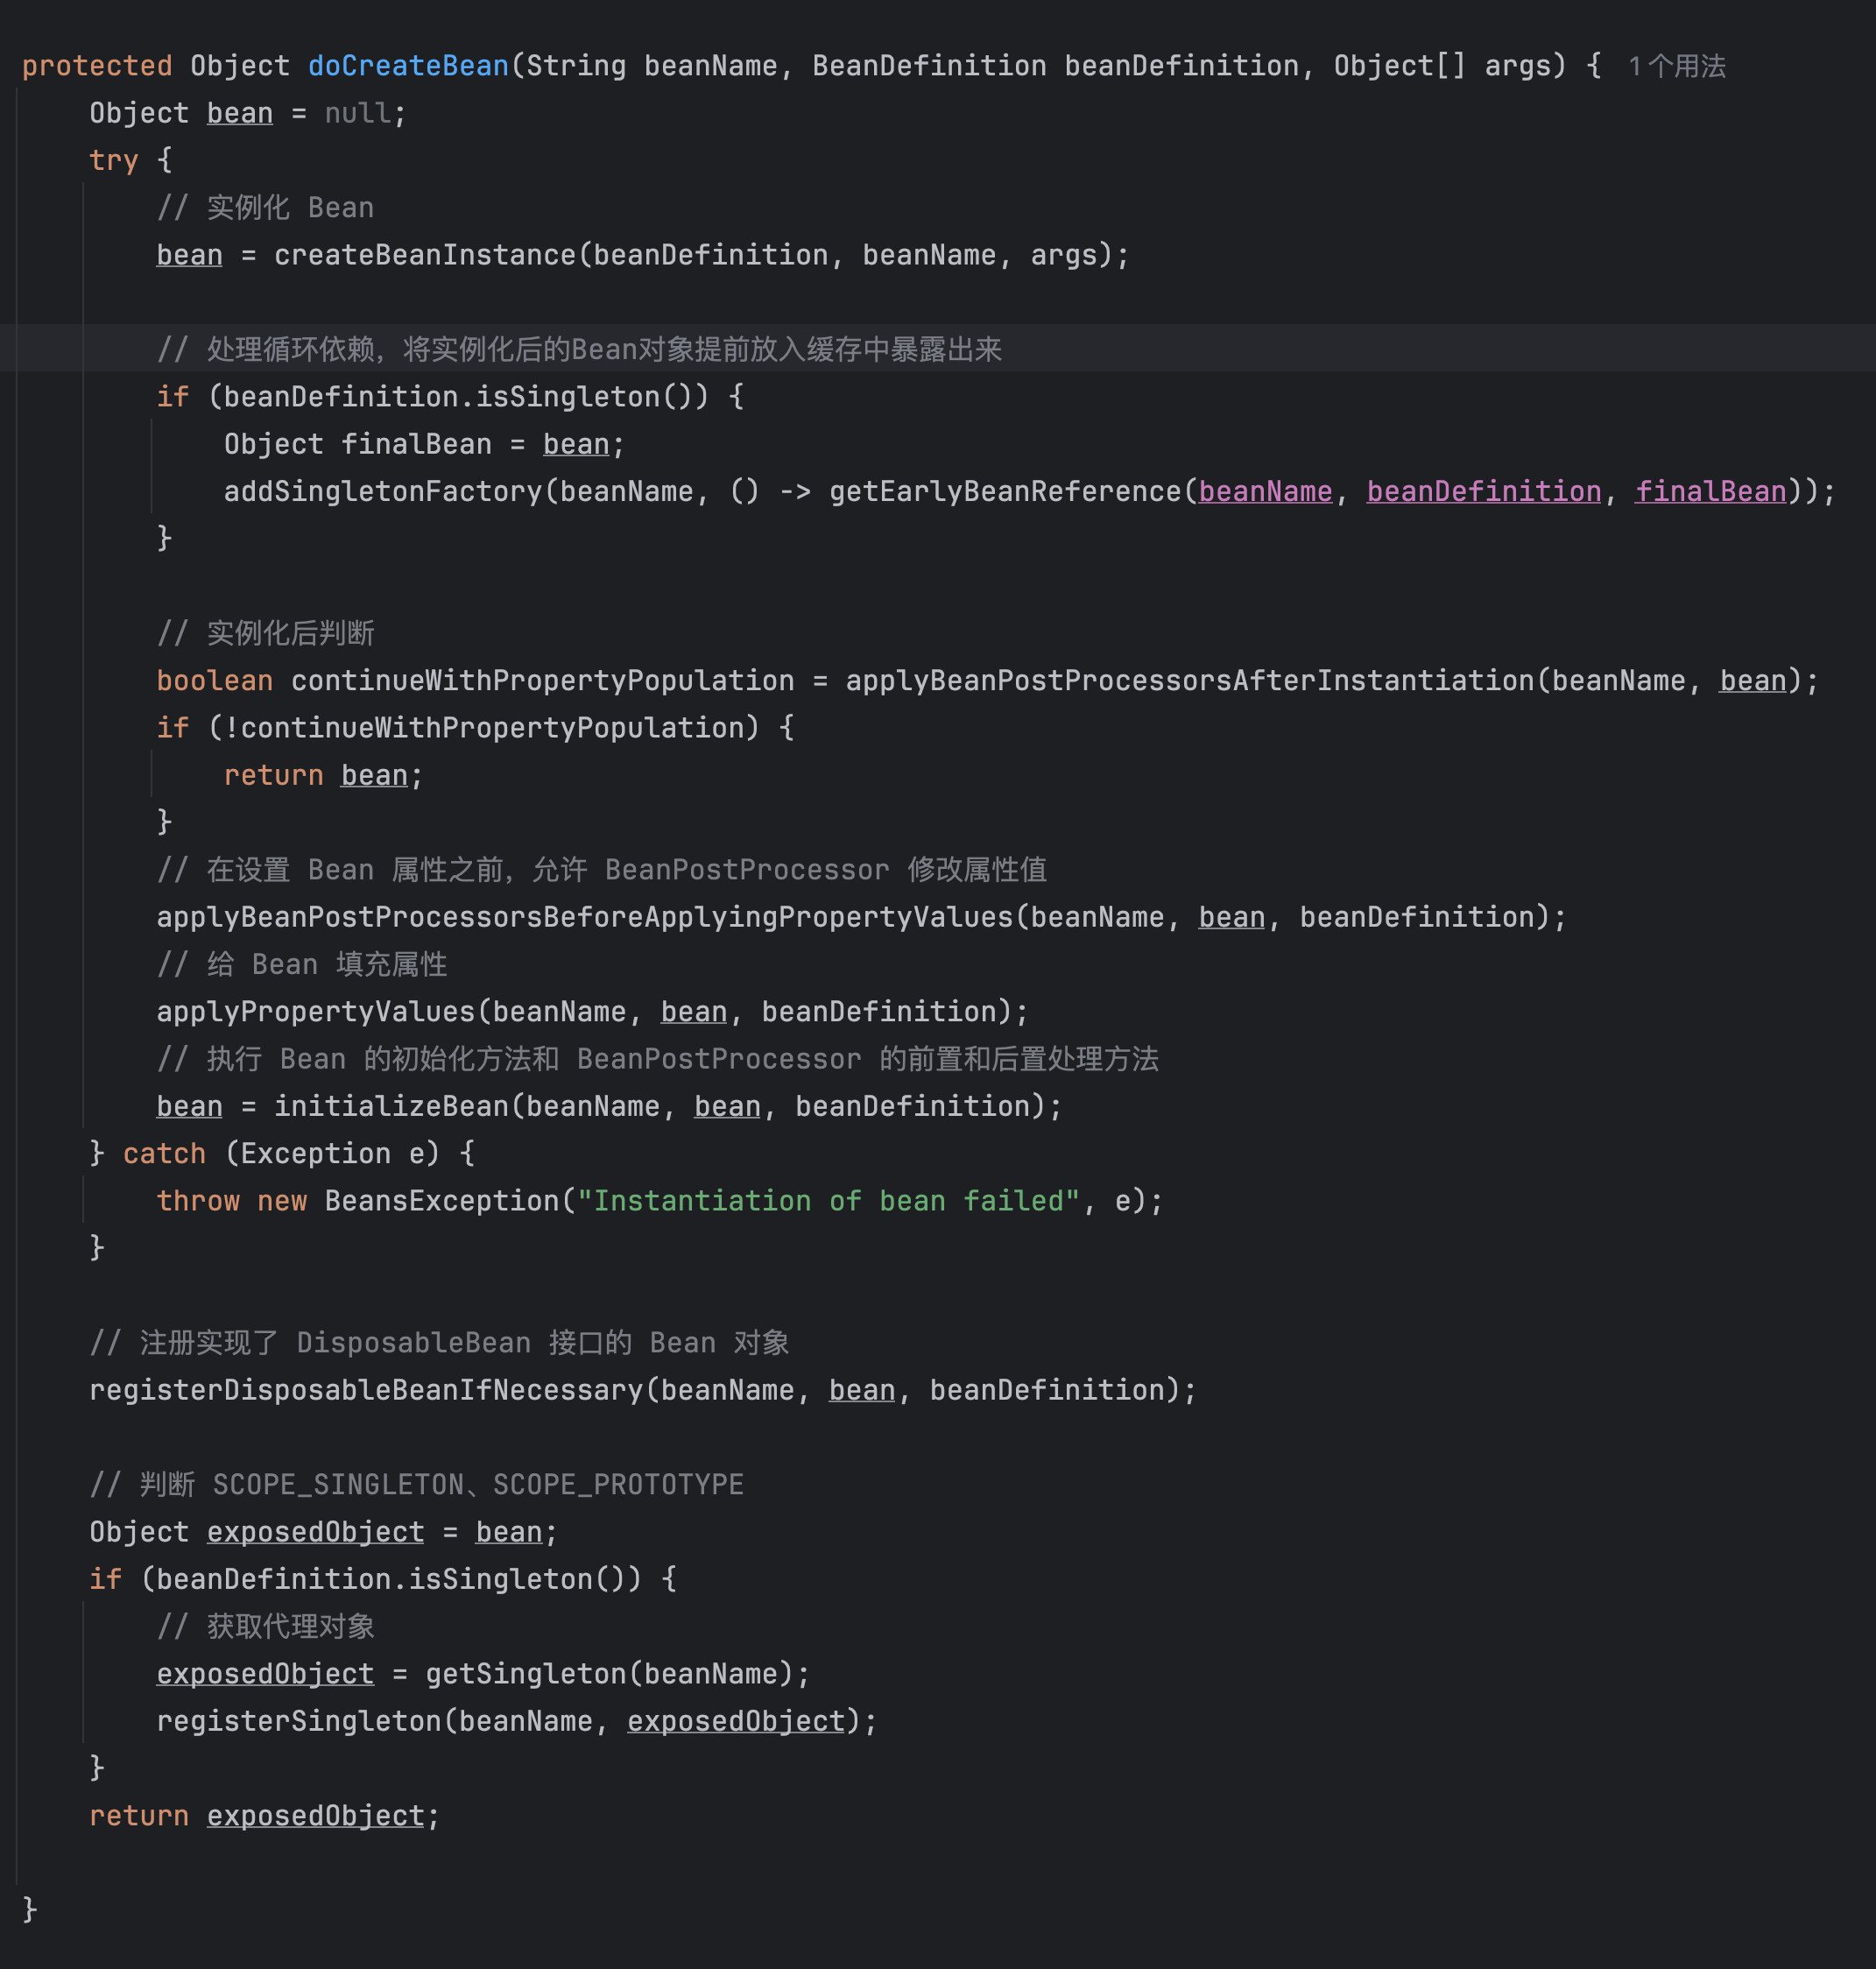 protected Object doCreateBean(String beanName, BeanDefinition beanDefinition, Object[] args) { 1个用法
Object bean = null;
try {
// 实例化 Bean
bean = createBeanInstance(beanDefinition, beanName, args);
// 处理循环依赖，将实例化后的Bean对象提前放入缓存中暴露出来
if (beanDefinition.isSingleton()) {
Object finalBean = bean;
addSingletonFactory(beanName, () -> getEarlyBeanReference(beanName, beanDefinition, finalBean));
}
// 实例化后判断
boolean continueWithPropertyPopulation = applyBeanPostProcessorsAfterInstantiation(beanName, bean);
if (!continueWithPropertyPopulation) {
return bean;
}
// 在设置 Bean 属性之前，允许 BeanPostProcessor 修改属性值
applyBeanPostProcessorsBeforeApplyingPropertyValues(beanName, bean, beanDefinition);
// 给 Bean 填充属性
applyPropertyValues(beanName, bean, beanDefinition);
// 执行 Bean 的初始化方法和 BeanPostProcessor 的前置和后置处理方法
bean = initializeBean(beanName, bean, beanDefinition);
} catch (Exception e) {
throw new BeansException("Instantiation of bean failed", e);
}
// 注册实现了 DisposableBean 接口的 Bean 对象
registerDisposableBeanIfNecessary(beanName, bean, beanDefinition);
// 判断 SCOPE_SINGLETON、SCOPE_PROTOTYPE
Object exposedObject = bean;
if (beanDefinition.isSingleton()) {
// 获取代理对象
exposedObject = getSingleton(beanName);
registerSingleton(beanName, exposedObject);
}
return exposedObject;
}